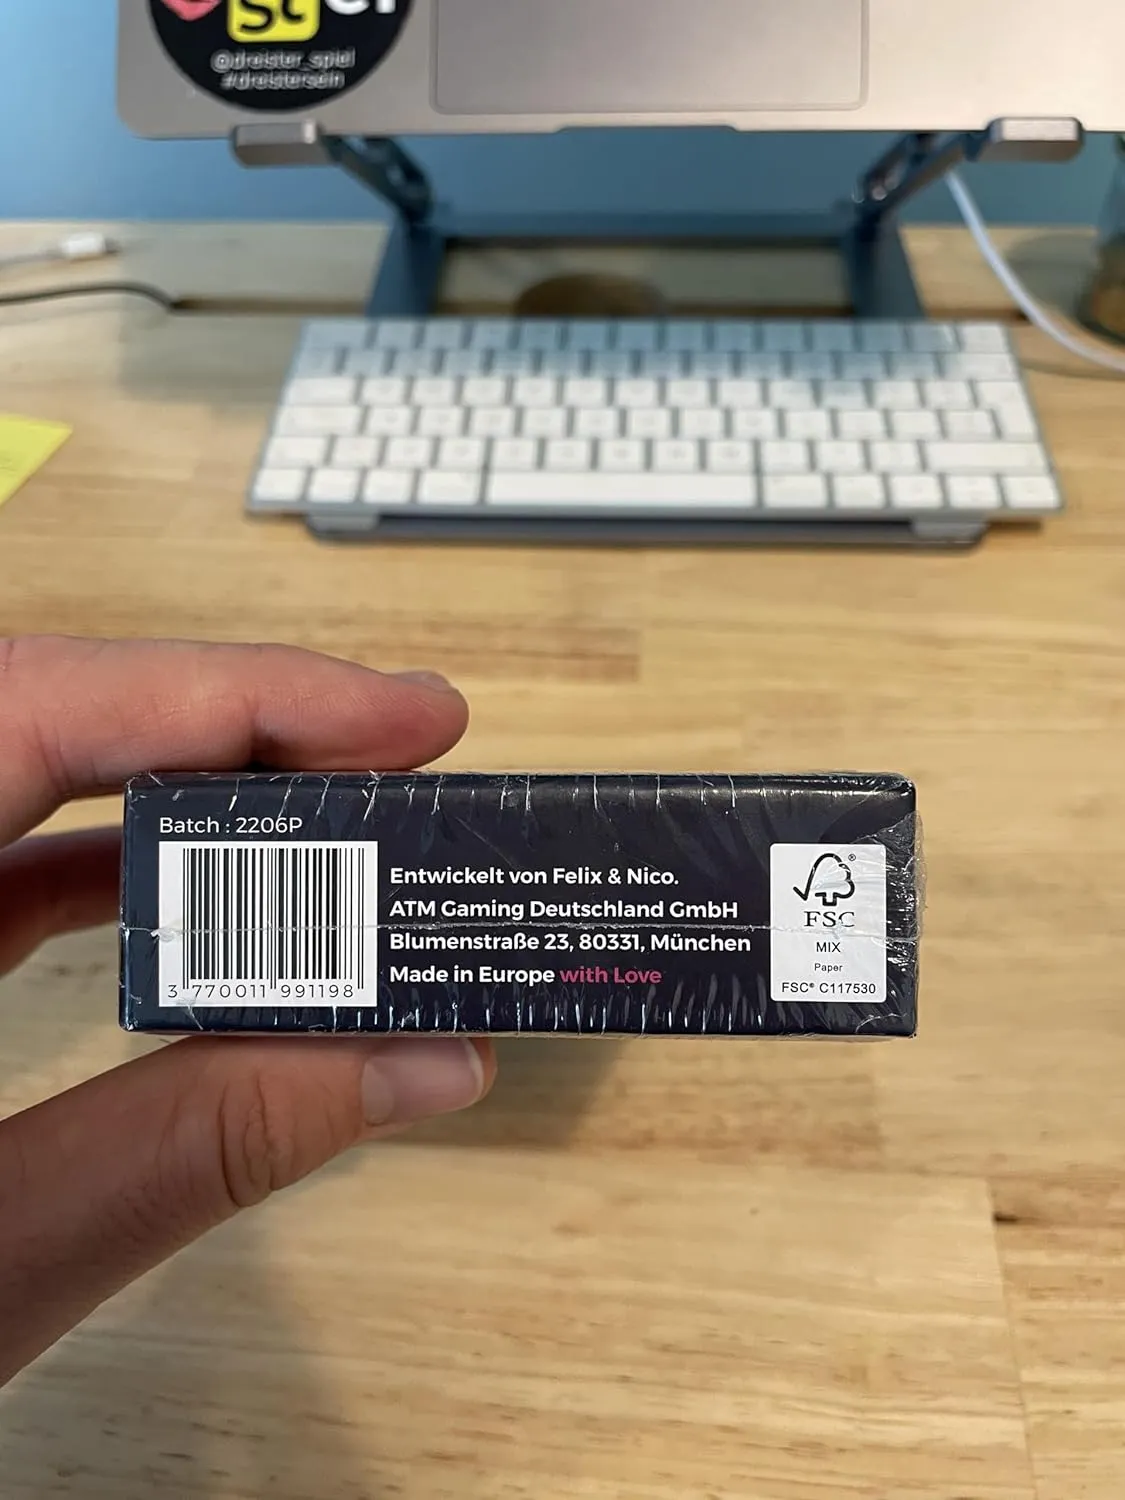 @dreister_spiel
#dreistersein
Batch : 2206P
3 770011 991198
Entwickelt von Felix & Nico.
ATM Gaming Deutschland GmbH
Blumenstraße 23, 80331, München
Made in Europe with Love
®
FSC
MIX
Paper
FSC® C117530